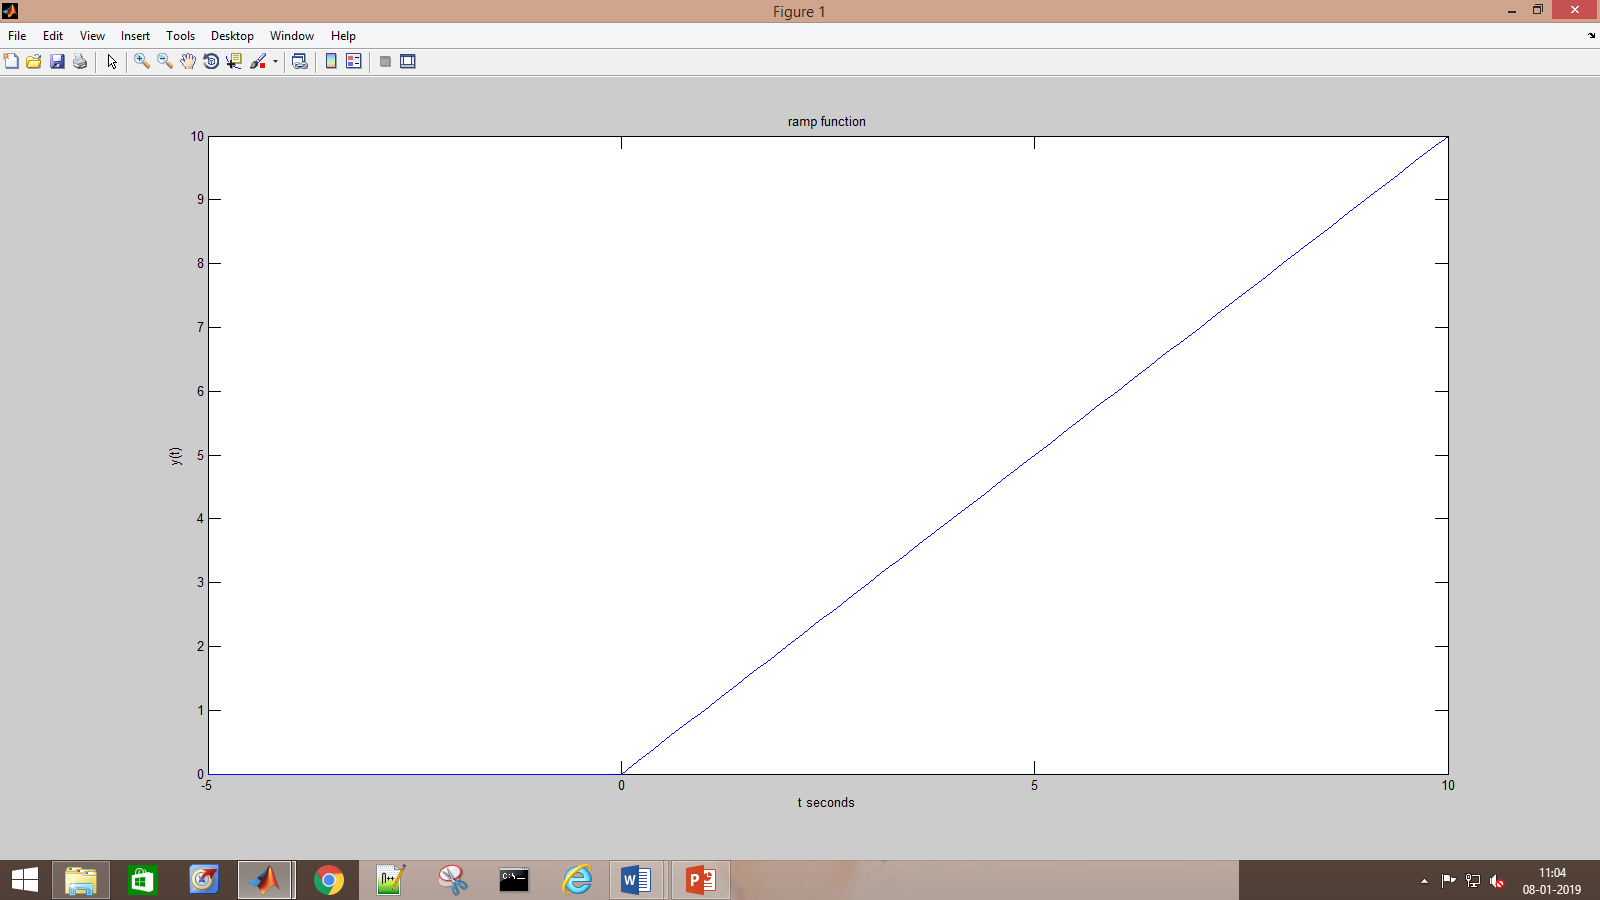 Figure 1
File Edit View Insert Tools Desktop Window Help
ramp function
10
9
8
7
6
5
4
3
2
1
0
y(t)
-5 0 5 10
t seconds
11:04
08-01-2019